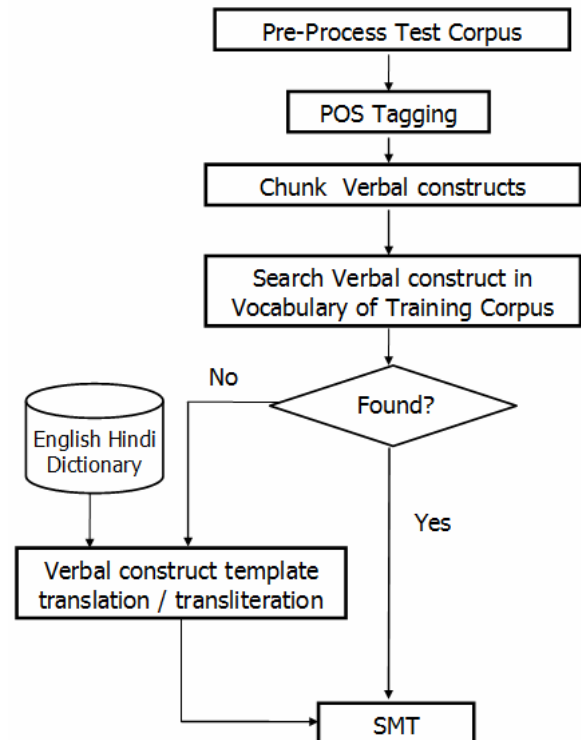 Pre-Process Test Corpus
POS Tagging
Chunk Verbal constructs
Search Verbal construct in
Vocabulary of Training Corpus
No
Found?
English Hindi
Dictionary
Yes
Verbal construct template
translation / transliteration
SMT